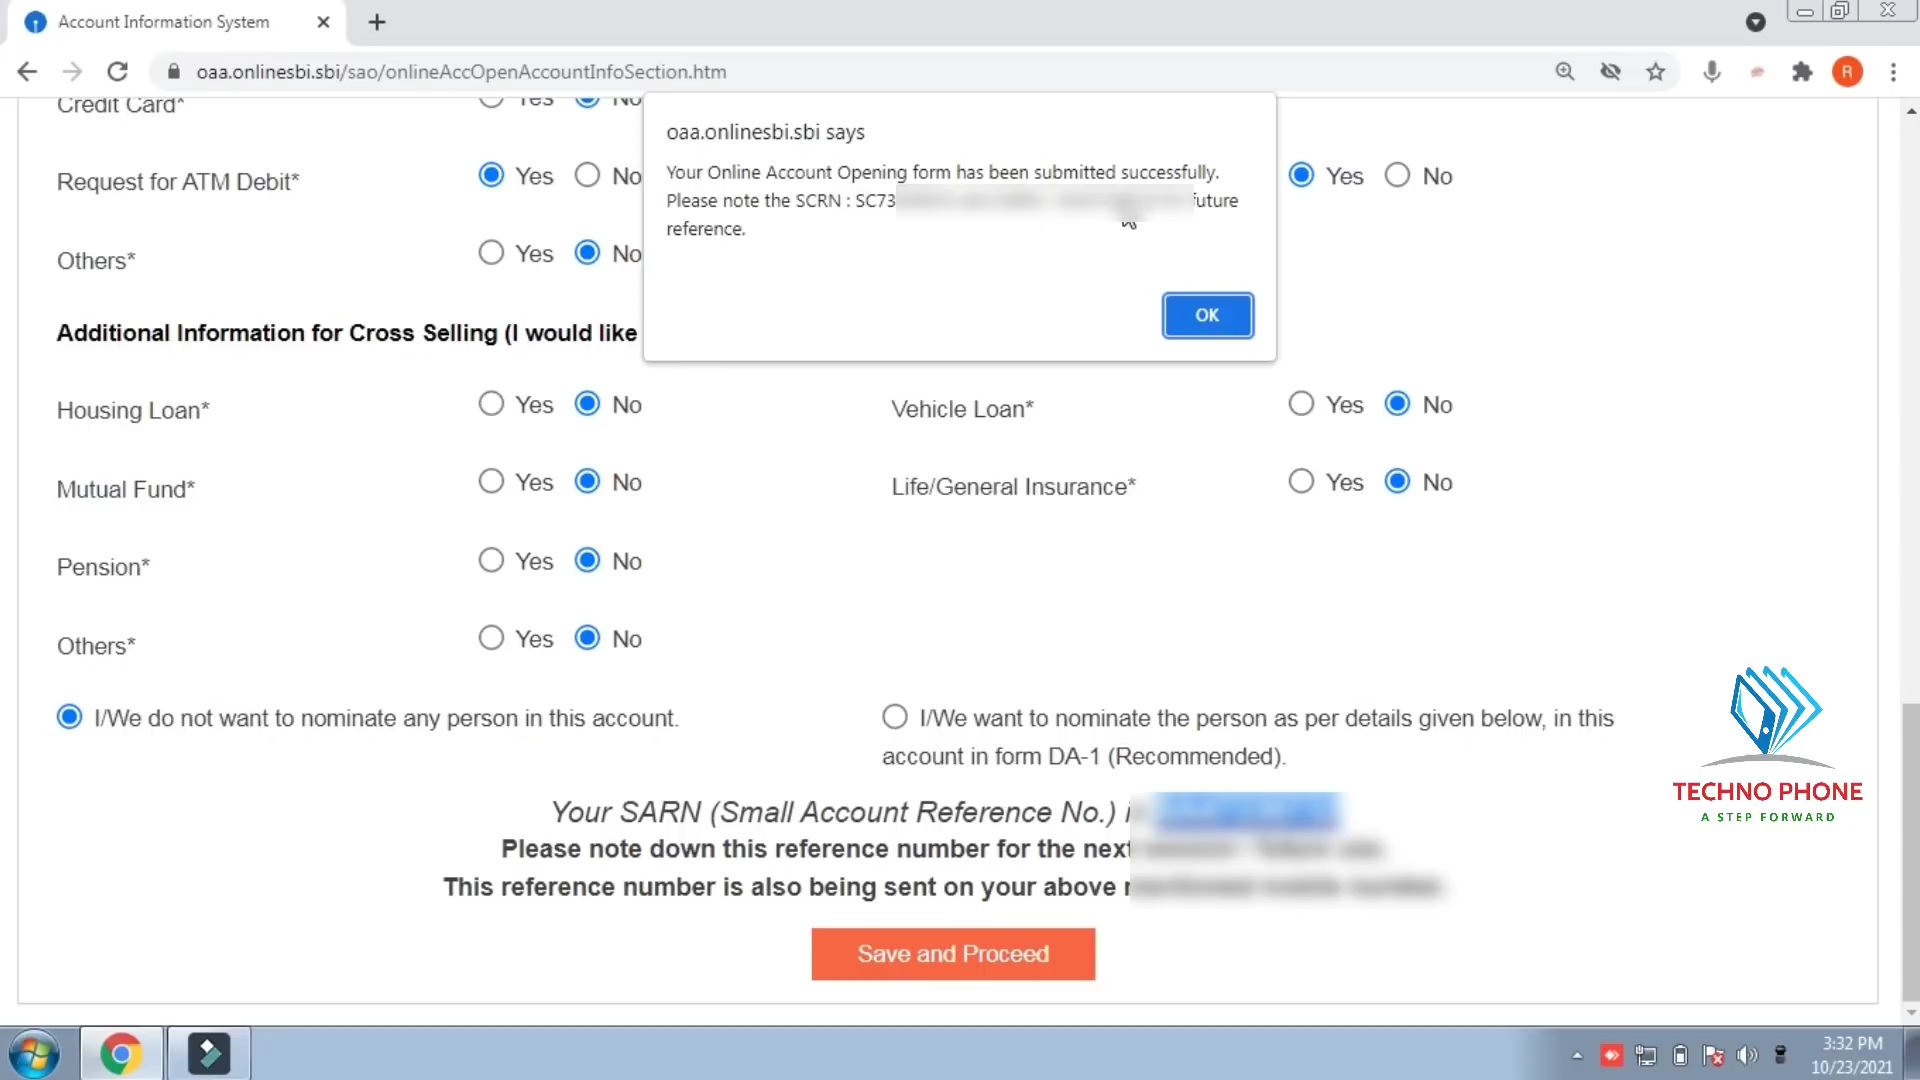 Account Information System
oaa.onlinesbi.sbi/sao/onlineAccOpenAccountInfoSection.htm
R
Credit Card* Yes No
oaa.onlinesbi.sbi says
Your Online Account Opening form has been submitted successfully.
Please note the SCRN : SC73 future
reference.
OK
Request for ATM Debit* Yes No Yes No
Others* Yes No
Additional Information for Cross Selling (I would like
Housing Loan* Yes No Vehicle Loan* Yes No
Mutual Fund* Yes No Life/General Insurance* Yes No
Pension* Yes No
Others* Yes No
I/We do not want to nominate any person in this account. I/We want to nominate the person as per details given below, in this
account in form DA-1 (Recommended).
TECHNO PHONE
A STEP FORWARD
Your SARN (Small Account Reference No.)
Please note down this reference number for the next
This reference number is also being sent on your above
Save and Proceed
3:32 PM
10/23/2021